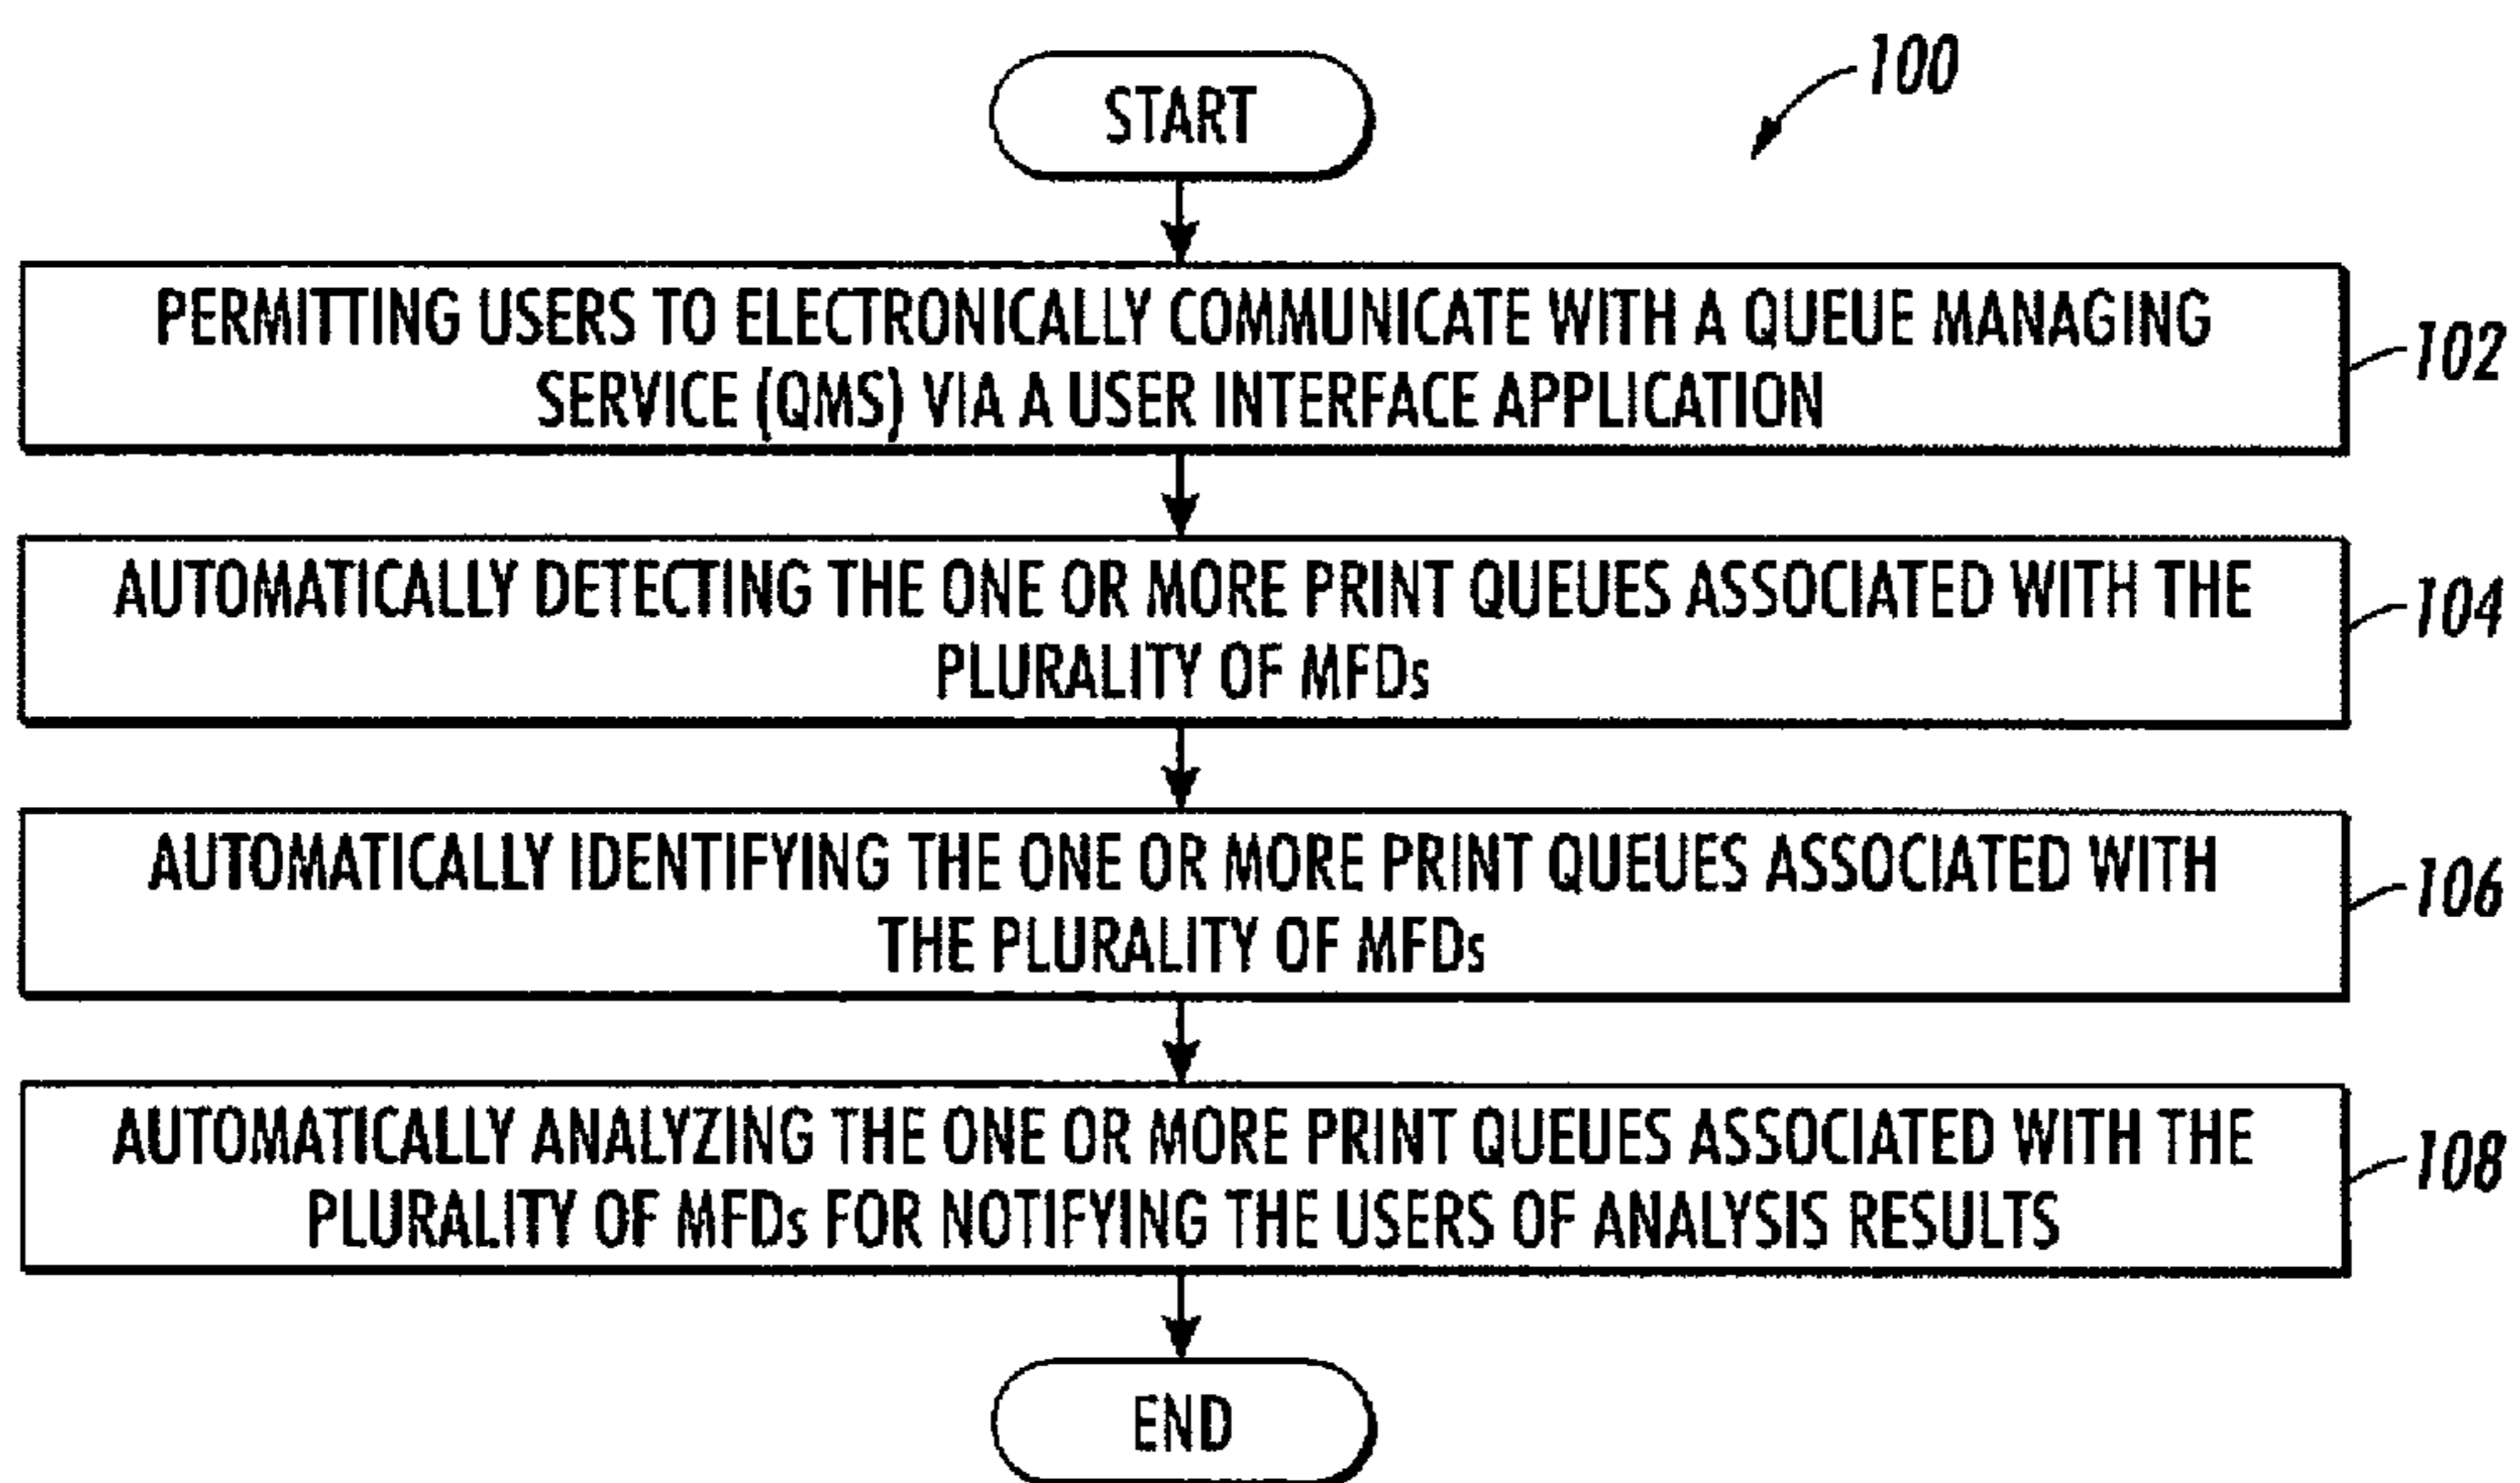 100
START
PERMITTING USERS TO ELECTRONICALLY COMMUNICATE WITH A QUEUE MANAGING
SERVICE (QMS) VIA A USER INTERFACE APPLICATION
102
AUTOMATICALLY DETECTING THE ONE OR MORE PRINT QUEUES ASSOCIATED WITH THE
PLURALITY OF MFDs
104
AUTOMATICALLY IDENTIFYING THE ONE OR MORE PRINT QUEUES ASSOCIATED WITH
THE PLURALITY OF MFDs
106
AUTOMATICALLY ANALYZING THE ONE OR MORE PRINT QUEUES ASSOCIATED WITH THE
PLURALITY OF MFDs FOR NOTIFYING THE USERS OF ANALYSIS RESULTS
108
END